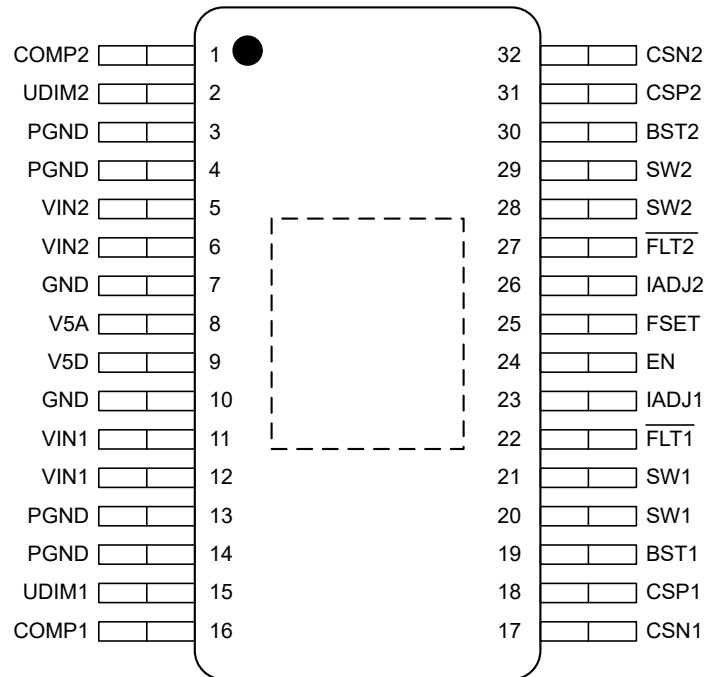 COMP2 1 32 CSN2
UDIM2 2 31 CSP2
PGND 3 30 BST2
PGND 4 29 SW2
VIN2 5 28 SW2
VIN2 6 27 FLT2
GND 7 26 IADJ2
V5A 8 25 FSET
V5D 9 24 EN
GND 10 23 IADJ1
VIN1 11 22 FLT1
VIN1 12 21 SW1
PGND 13 20 SW1
PGND 14 19 BST1
UDIM1 15 18 CSP1
COMP1 16 17 CSN1